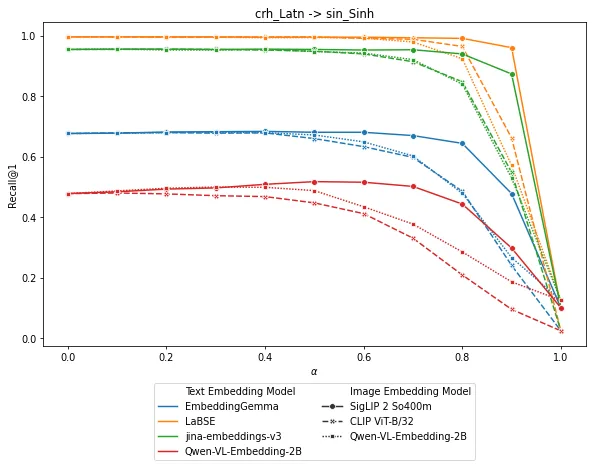 crh_Latn -> sin_Sinh
Recall@1
1.0
0.8
0.6
0.4
0.2
0.0
0.0 0.2 0.4 0.6 0.8 1.0
α
Text Embedding Model
EmbeddingGemma
LaBSE
jina-embeddings-v3
Qwen-VL-Embedding-2B
Image Embedding Model
SigLIP 2 So400m
CLIP ViT-B/32
Qwen-VL-Embedding-2B